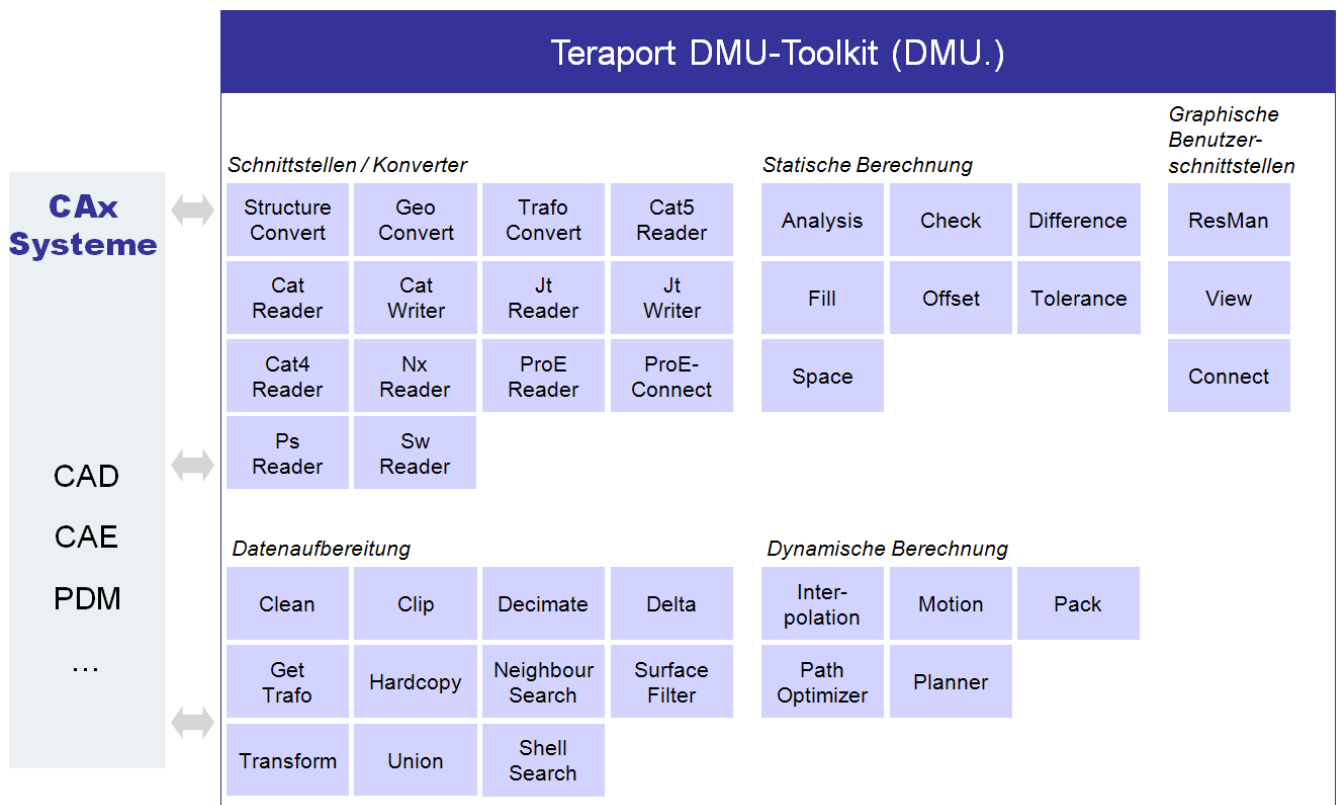 Teraport DMU-Toolkit (DMU.)
CAx
Systeme
CAD
CAE
PDM
...
Schnittstellen / Konverter
Structure
Convert
Geo
Convert
Trafo
Convert
Cat5
Reader
Cat
Reader
Cat
Writer
Jt
Reader
Jt
Writer
Cat4
Reader
Nx
Reader
ProE
Reader
ProE-
Connect
Ps
Reader
Sw
Reader
Statische Berechnung
Analysis
Check
Difference
Fill
Offset
Tolerance
Space
Graphische
Benutzer-
schnittstellen
ResMan
View
Connect
Datenaufbereitung
Clean
Clip
Decimate
Delta
Get
Trafo
Hardcopy
Neighbour
Search
Surface
Filter
Transform
Union
Shell
Search
Dynamische Berechnung
Inter-
polation
Motion
Pack
Path
Optimizer
Planner